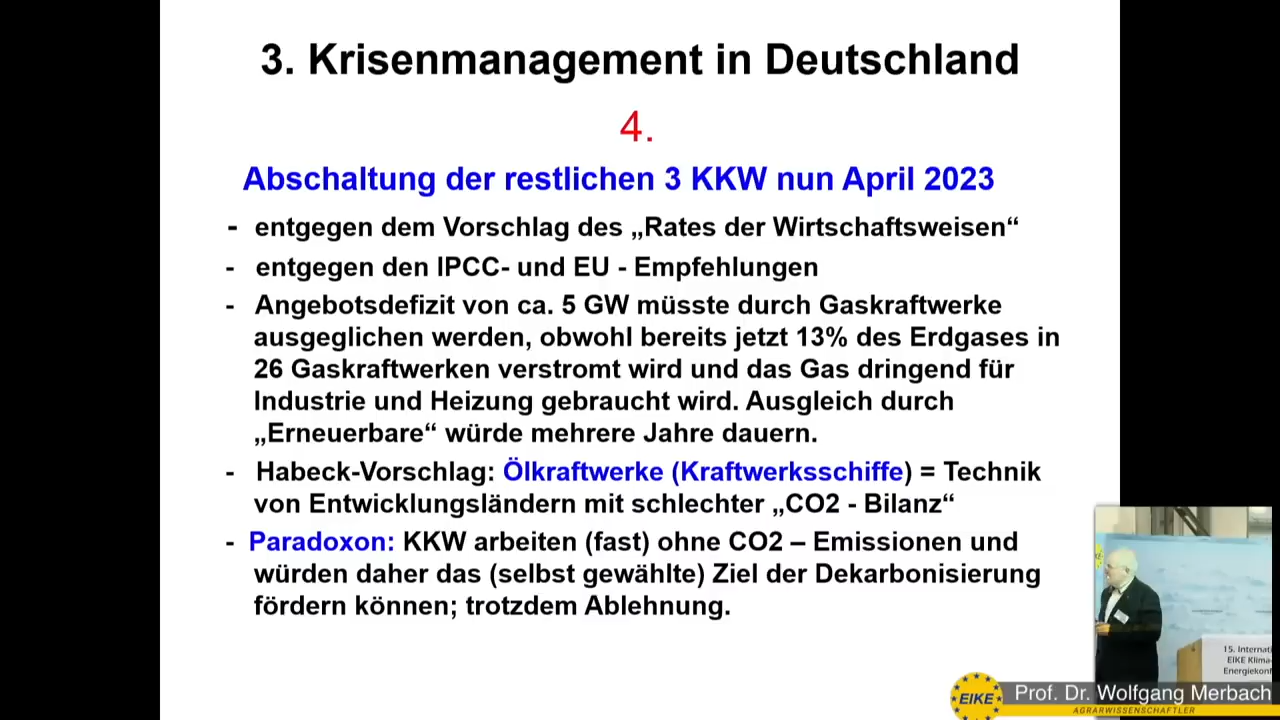 3. Krisenmanagement in Deutschland
4.
Abschaltung der restlichen 3 KKW nun April 2023
- entgegen dem Vorschlag des „Rates der Wirtschaftsweisen“
- entgegen den IPCC- und EU - Empfehlungen
- Angebotsdefizit von ca. 5 GW müsste durch Gaskraftwerke
ausgeglichen werden, obwohl bereits jetzt 13% des Erdgases in
26 Gaskraftwerken verstromt wird und das Gas dringend für
Industrie und Heizung gebraucht wird. Ausgleich durch
„Erneuerbare“ würde mehrere Jahre dauern.
- Habeck-Vorschlag: Ölkraftwerke (Kraftwerksschiffe) = Technik
von Entwicklungsländern mit schlechter „CO2 - Bilanz“
- Paradoxon: KKW arbeiten (fast) ohne CO2 – Emissionen und
würden daher das (selbst gewählte) Ziel der Dekarbonisierung
fördern können; trotzdem Ablehnung.
15. Internati
EIKE Klima-
Energiekonf
EIKE
Prof. Dr. Wolfgang Merbach
AGRARWISSENSCHAFTLER